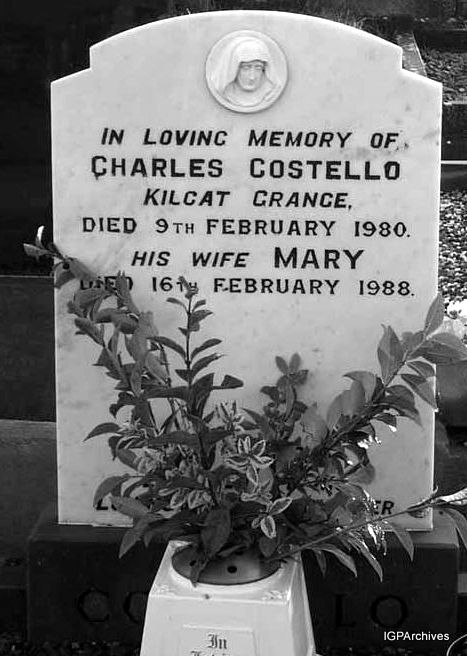 IN LOVING MEMORY OF
CHARLES COSTELLO
KILCAT GRANGE,
DIED 9TH FEBRUARY 1980.
HIS WIFE MARY
DIED 16TH FEBRUARY 1988.
In
IGPArchives